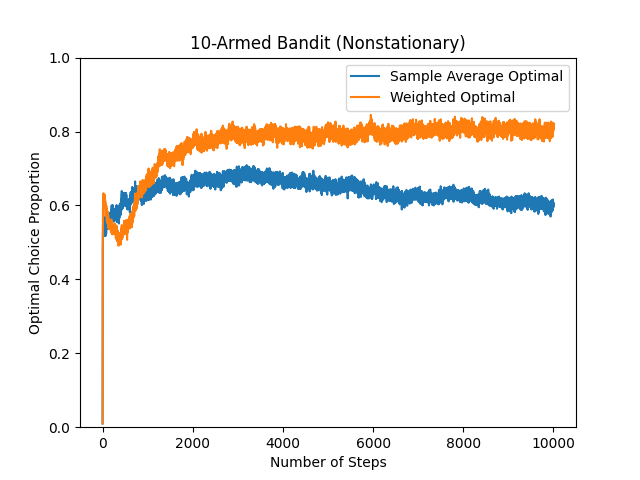 10-Armed Bandit (Nonstationary)
Sample Average Optimal
Weighted Optimal
Optimal Choice Proportion
1.0
0.8
0.6
0.4
0.2
0.0
0 2000 4000 6000 8000 10000
Number of Steps